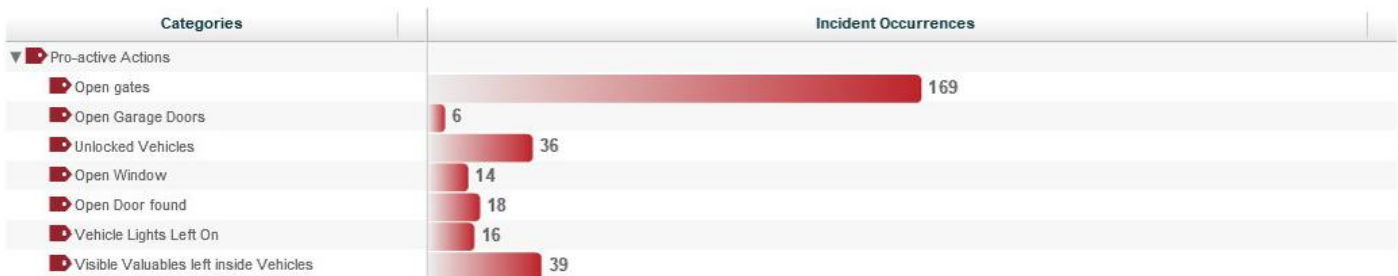 Categories Incident Occurrences
Pro-active Actions
Open gates 169
Open Garage Doors 6
Unlocked Vehicles 36
Open Window 14
Open Door found 18
Vehicle Lights Left On 16
Visible Valuables left inside Vehicles 39